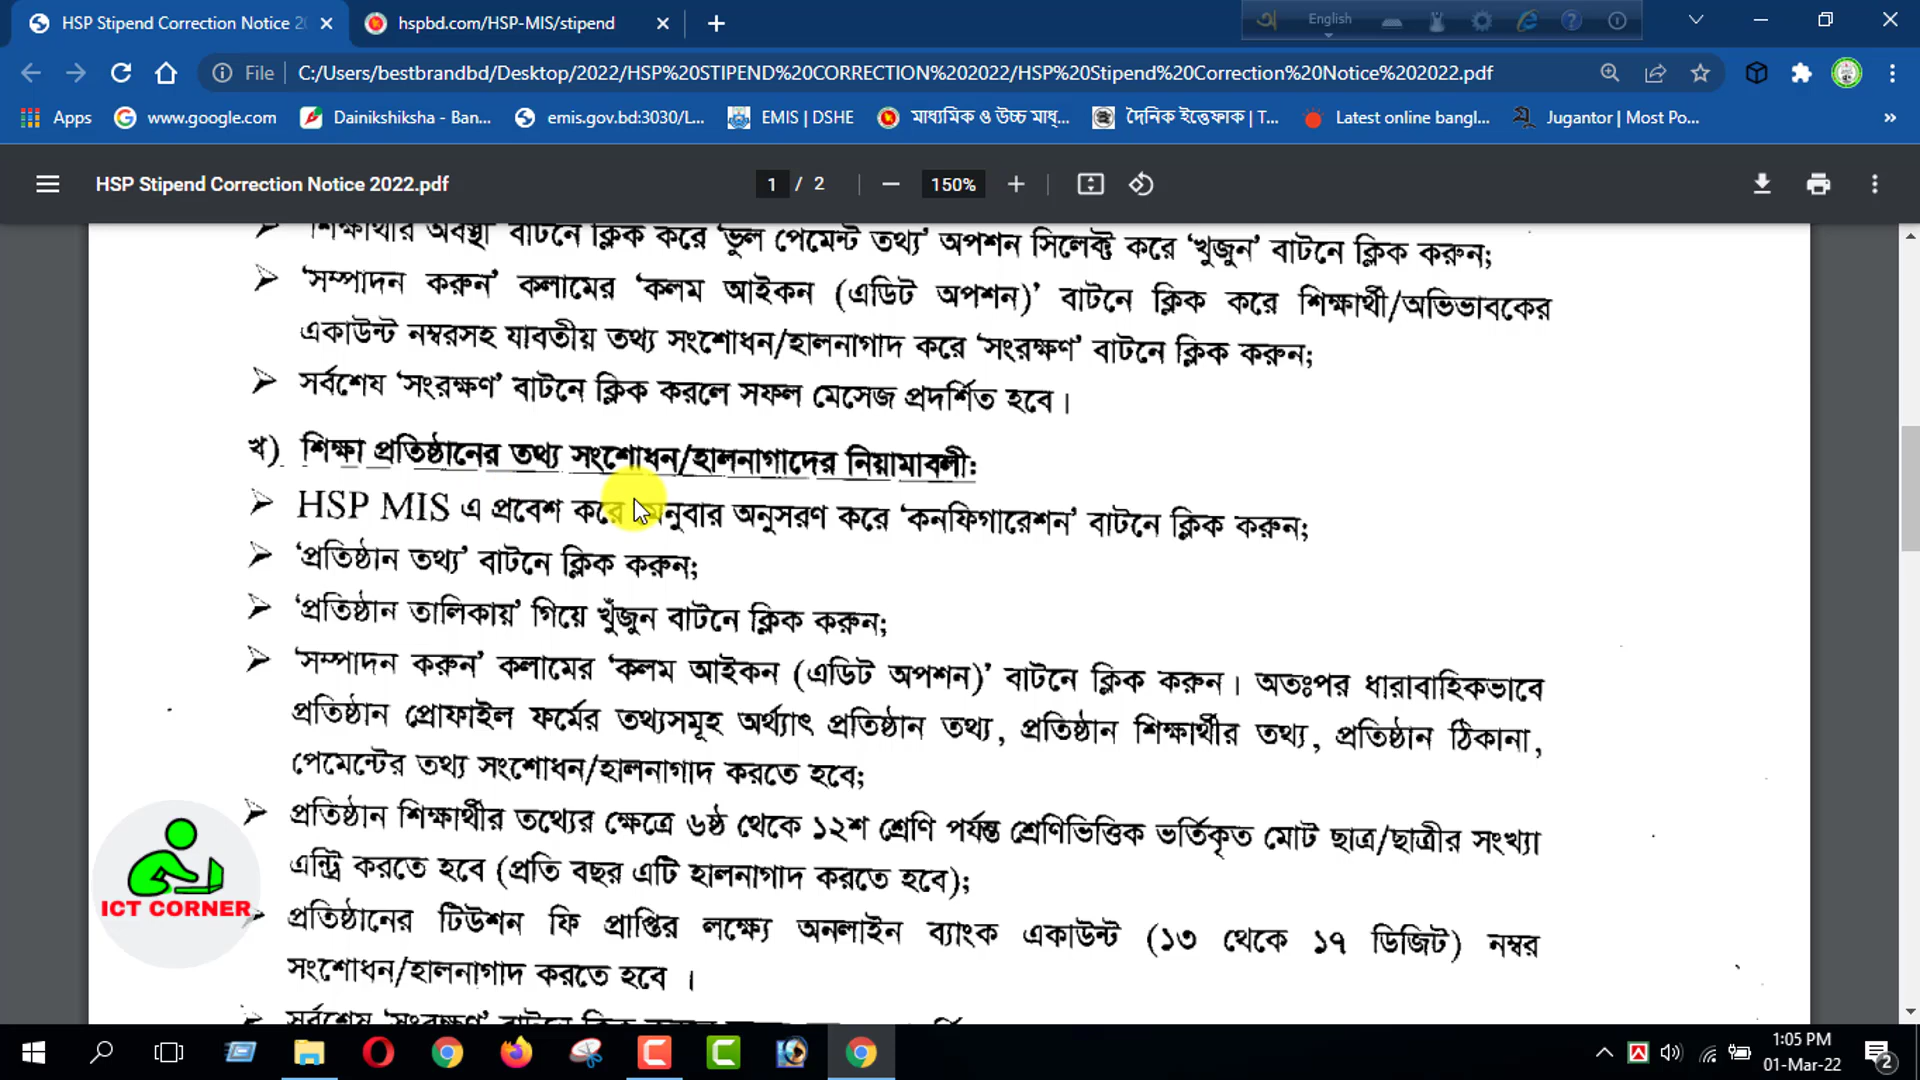 HSP Stipend Correction Notice 2
hspbd.com/HSP-MIS/stipend
English
File
C:/Users/bestbrandbd/Desktop/2022/HSP%20STIPEND%20CORRECTION%202022/HSP%20Stipend%20Correction%20Notice%202022.pdf
Apps
www.google.com
Dainikshiksha - Ban...
emis.gov.bd:3030/L...
EMIS | DSHE
মাধ্যমিক ও উচ্চ মাধ্...
দৈনিক ইত্তেফাক | T...
Latest online bangl...
Jugantor | Most Po...
HSP Stipend Correction Notice 2022.pdf
1 / 2
150%
'শিক্ষার্থীর অবস্থা' বাটনে ক্লিক করে 'ভুল পেমেন্ট তথ্য' অপশন সিলেক্ট করে 'খুজুন' বাটনে ক্লিক করুন;
➢ 'সম্পাদন করুন' কলামের 'কলম আইকন (এডিট অপশন)' বাটনে ক্লিক করে শিক্ষার্থী/অভিভাবকের
একাউন্ট নম্বরসহ যাবতীয় তথ্য সংশোধন/হালনাগাদ করে 'সংরক্ষণ' বাটনে ক্লিক করুন;
➢ সর্বশেষ 'সংরক্ষণ' বাটনে ক্লিক করলে সফল মেসেজ প্রদর্শিত হবে।
খ) শিক্ষা প্রতিষ্ঠানের তথ্য সংশোধন/হালনাগাদের নিয়ামাবলী:
➢ HSP MIS এ প্রবেশ করে মেনুবার অনুসরণ করে 'কনফিগারেশন' বাটনে ক্লিক করুন;
➢ 'প্রতিষ্ঠান তথ্য' বাটনে ক্লিক করুন;
➢ 'প্রতিষ্ঠান তালিকায়' গিয়ে খুঁজুন বাটনে ক্লিক করুন;
➢ 'সম্পাদন করুন' কলামের 'কলম আইকন (এডিট অপশন)' বাটনে ক্লিক করুন। অতঃপর ধারাবাহিকভাবে
প্রতিষ্ঠান প্রোফাইল ফর্মের তথ্যসমূহ অর্থ্যাৎ প্রতিষ্ঠান তথ্য, প্রতিষ্ঠান শিক্ষার্থীর তথ্য, প্রতিষ্ঠান ঠিকানা,
পেমেন্টের তথ্য সংশোধন/হালনাগাদ করতে হবে;
➢ প্রতিষ্ঠান শিক্ষার্থীর তথ্যের ক্ষেত্রে ৬ষ্ঠ থেকে ১২শ শ্রেণি পর্যন্ত শ্রেণিভিত্তিক ভর্তিকৃত মোট ছাত্র/ছাত্রীর সংখ্যা
এন্ট্রি করতে হবে (প্রতি বছর এটি হালনাগাদ করতে হবে);
➢ প্রতিষ্ঠানের টিউশন ফি প্রাপ্তির লক্ষ্যে অনলাইন ব্যাংক একাউন্ট (১৩ থেকে ১৭ ডিজিট) নম্বর
সংশোধন/হালনাগাদ করতে হবে ।
সর্বশেষ 'সংরক্ষণ' বাটনে ক্লিক
ICT CORNER
1:05 PM
01-Mar-22
2